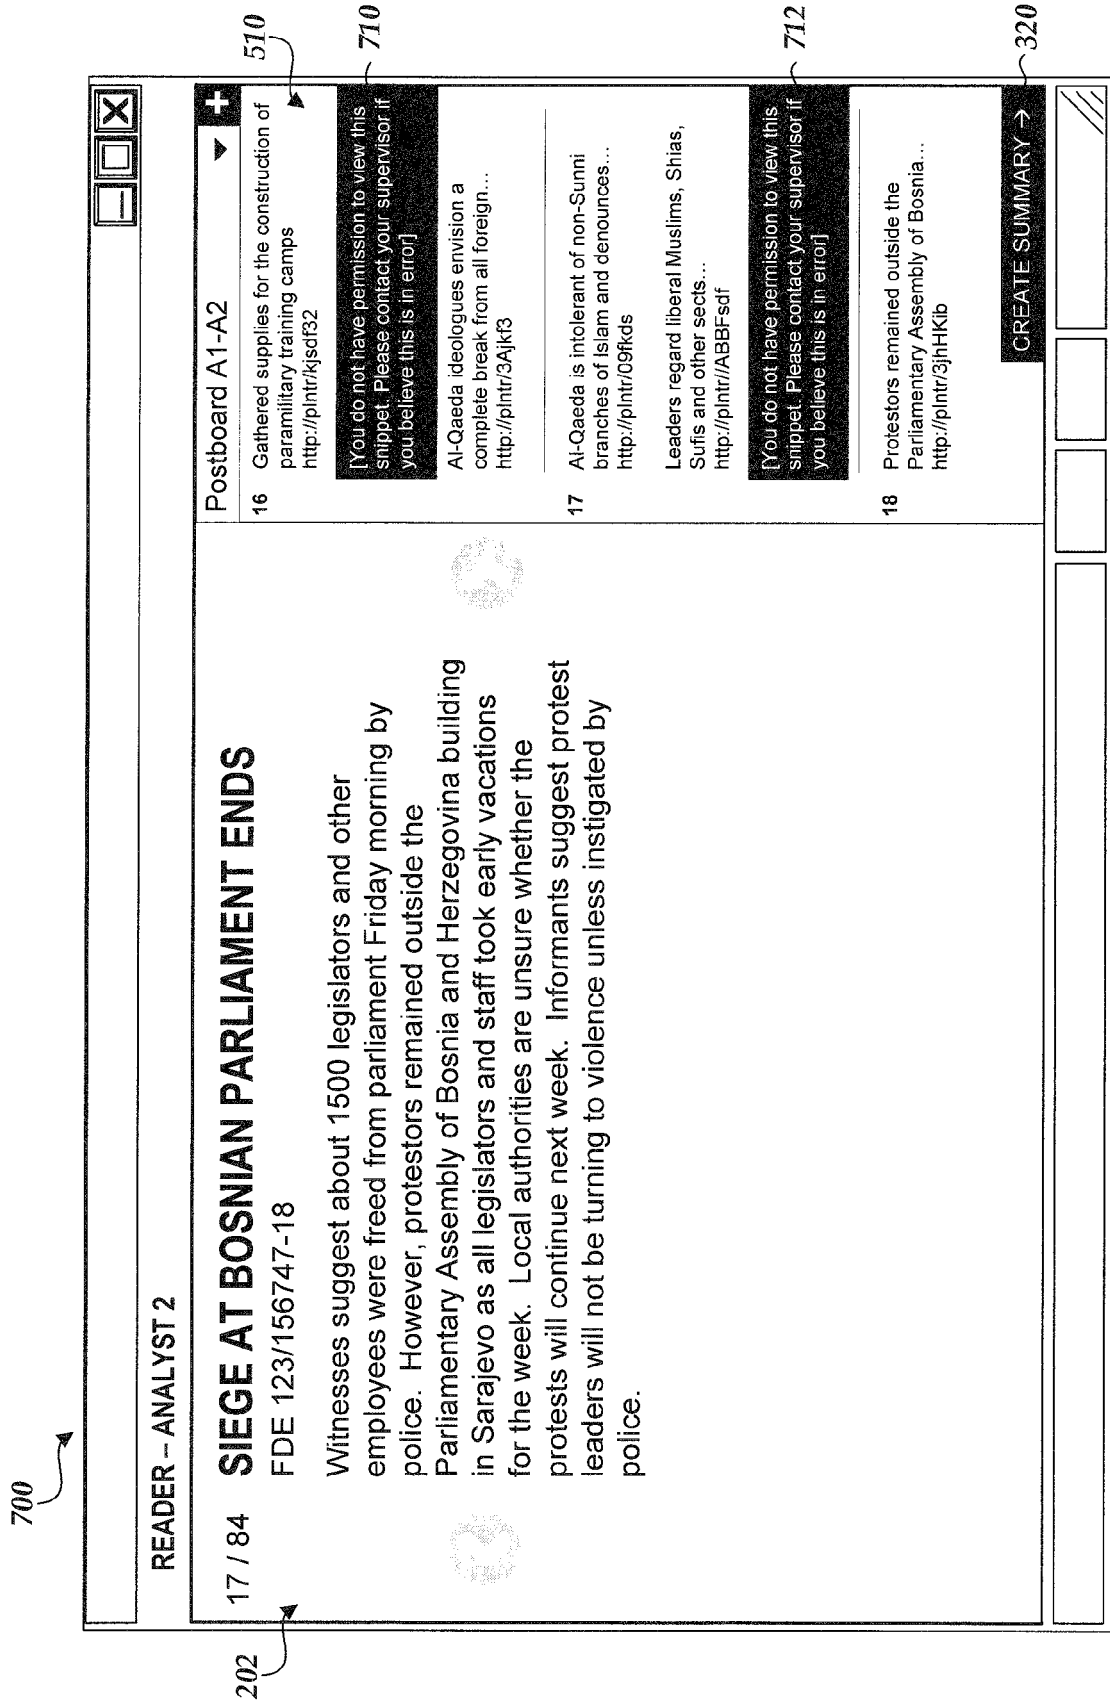 700
READER – ANALYST 2
202
17 / 84
SIEGE AT BOSNIAN PARLIAMENT ENDS
FDE 123/156747-18
Witnesses suggest about 1500 legislators and other
employees were freed from parliament Friday morning by
police. However, protestors remained outside the
Parliamentary Assembly of Bosnia and Herzegovina building
in Sarajevo as all legislators and staff took early vacations
for the week. Local authorities are unsure whether the
protests will continue next week. Informants suggest protest
leaders will not be turning to violence unless instigated by
police.
Postboard A1-A2
510
16
Gathered supplies for the construction of
paramilitary training camps
http://plntr/kjsdf32
[You do not have permission to view this
snippet. Please contact your supervisor if
you believe this is in error]
710
Al-Qaeda ideologues envision a
complete break from all foreign...
http://plntr/3Ajkf3
17
Al-Qaeda is intolerant of non-Sunni
branches of Islam and denounces...
http://plntr/09fkds
Leaders regard liberal Muslims, Shias,
Sufis and other sects...
http://plntr//ABBFsdf
[You do not have permission to view this
snippet. Please contact your supervisor if
you believe this is in error]
712
18
Protestors remained outside the
Parliamentary Assembly of Bosnia...
http://plntr/3jhHKlb
CREATE SUMMARY →
320